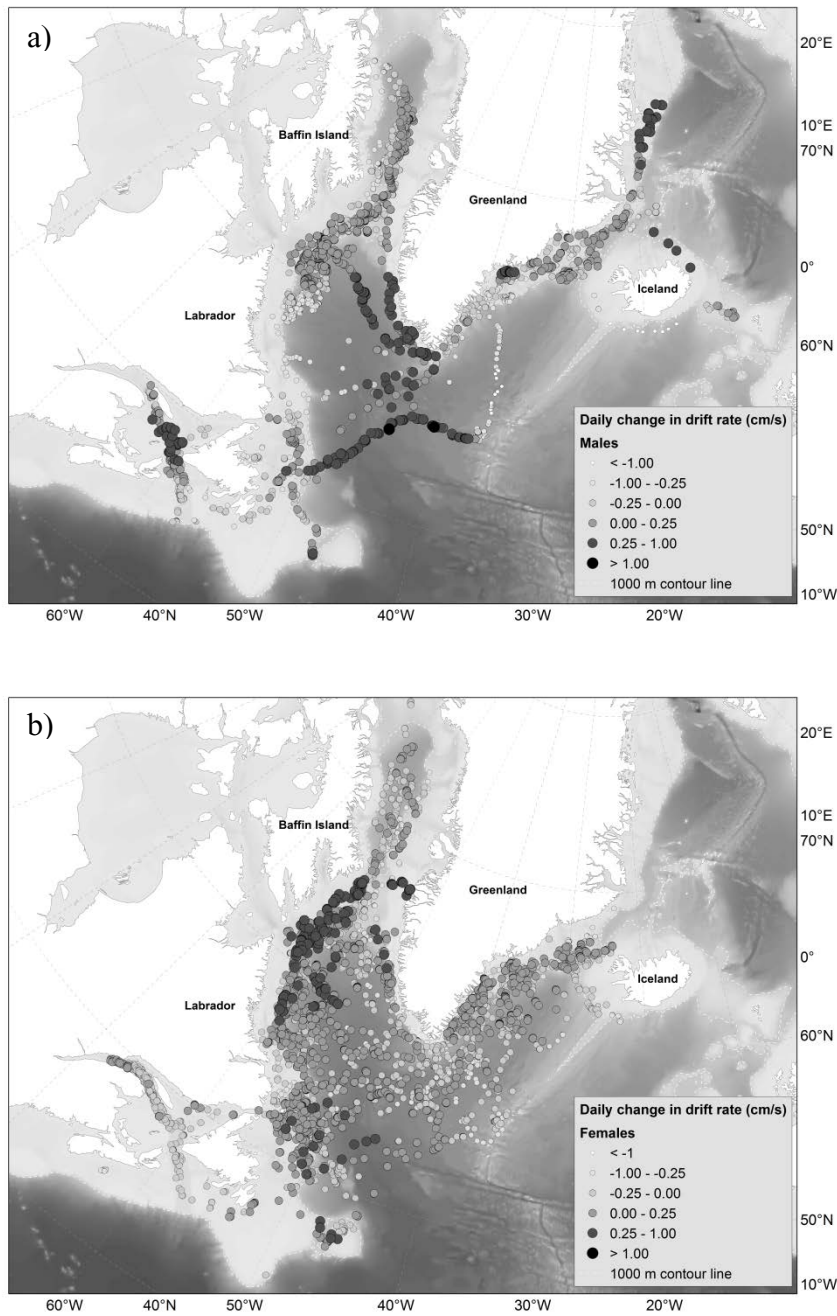 a)
20°E
Baffin Island
10°E
70°N
Greenland
0°
Iceland
Labrador
60°N
Daily change in drift rate (cm/s)
Males
< -1.00
-1.00 - -0.25
-0.25 - 0.00
0.00 - 0.25
0.25 - 1.00
> 1.00
1000 m contour line
50°N
10°W
60°W 40°N 50°W 40°W 30°W 20°W
b)
20°E
Baffin Island
10°E
70°N
Greenland
0°
Iceland
Labrador
60°N
Daily change in drift rate (cm/s)
Females
< -1
-1.00 - -0.25
-0.25 - 0.00
0.00 - 0.25
0.25 - 1.00
> 1.00
1000 m contour line
50°N
10°W
60°W 40°N 50°W 40°W 30°W 20°W